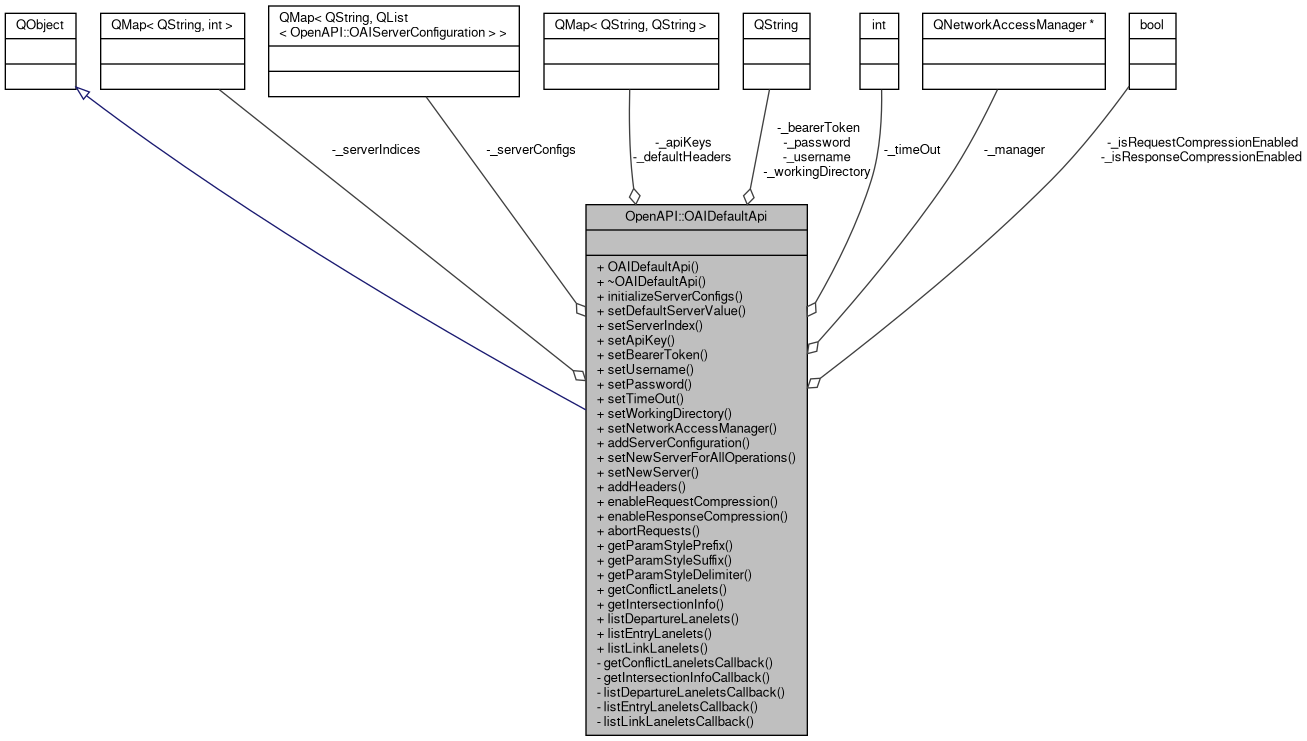 QObject
QMap< QString, int >
QMap< QString, QList
< OpenAPI::OAIServerConfiguration > >
QMap< QString, QString >
QString
int
QNetworkAccessManager *
bool
-_serverIndices
-_serverConfigs
-_apiKeys
-_defaultHeaders
-_bearerToken
-_password
-_username
-_workingDirectory
-_timeOut
-_manager
-_isRequestCompressionEnabled
-_isResponseCompressionEnabled
OpenAPI::OAIDefaultApi
+ OAIDefaultApi()
+ ~OAIDefaultApi()
+ initializeServerConfigs()
+ setDefaultServerValue()
+ setServerIndex()
+ setApiKey()
+ setBearerToken()
+ setUsername()
+ setPassword()
+ setTimeOut()
+ setWorkingDirectory()
+ setNetworkAccessManager()
+ addServerConfiguration()
+ setNewServerForAllOperations()
+ setNewServer()
+ addHeaders()
+ enableRequestCompression()
+ enableResponseCompression()
+ abortRequests()
+ getParamStylePrefix()
+ getParamStyleSuffix()
+ getParamStyleDelimiter()
+ getConflictLanelets()
+ getIntersectionInfo()
+ listDepartureLanelets()
+ listEntryLanelets()
+ listLinkLanelets()
- getConflictLaneletsCallback()
- getIntersectionInfoCallback()
- listDepartureLaneletsCallback()
- listEntryLaneletsCallback()
- listLinkLaneletsCallback()